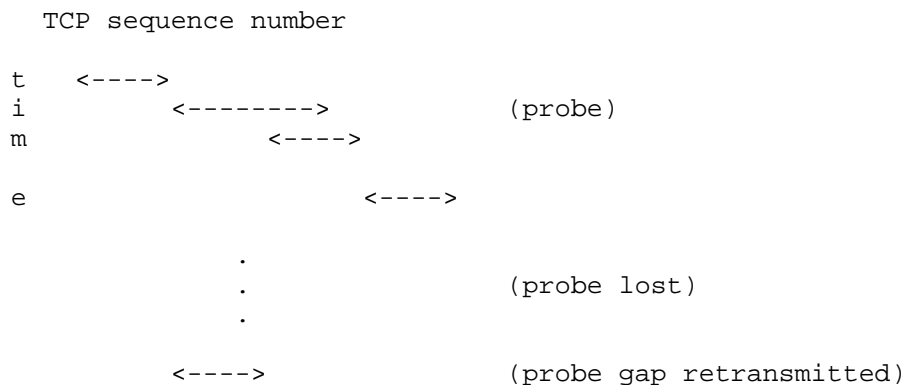 TCP sequence number
t   <---->
i         <-------->           (probe)
m               <---->
e                     <---->
.
.                (probe lost)
.
<---->               (probe gap retransmitted)